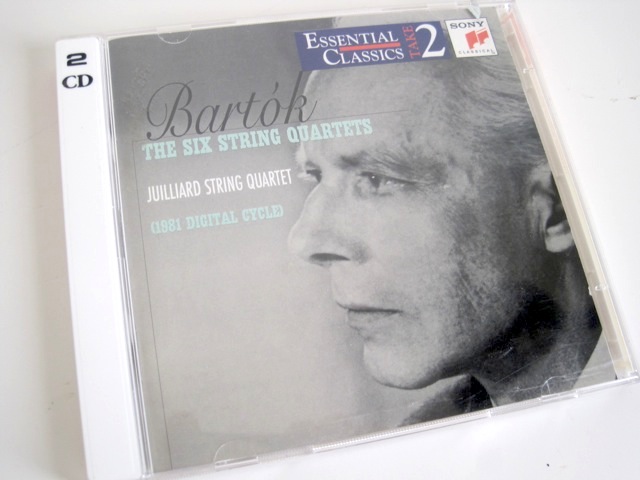 2
CD
ESSENTIAL
CLASSICS
TAKE
2
SONY
CLASSICAL
Bartók
THE SIX STRING QUARTETS
JUILLIARD STRING QUARTET
(1981 DIGITAL CYCLE)